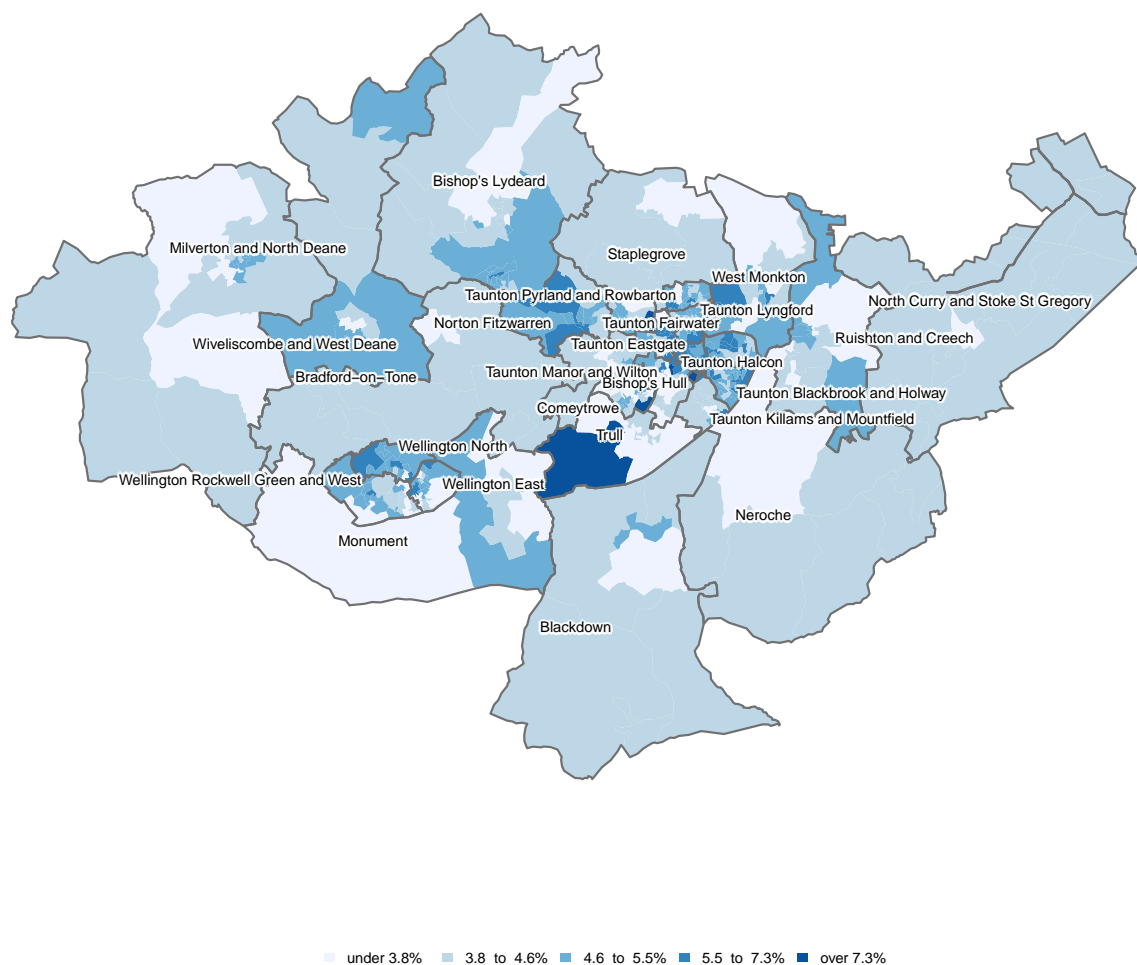 Bishop's Lydeard
Milverton and North Deane
Staplegrove
West Monkton
Taunton Pyrland and Rowbarton
North Curry and Stoke St Gregory
Taunton Lyngford
Norton Fitzwarren
Taunton Fairwater
Ruishton and Creech
Wiveliscombe and West Deane
Taunton Eastgate
Taunton Halcon
Taunton Manor and Wilton
Bradford−on−Tone
Bishop's Hull
Taunton Blackbrook and Holway
Comeytrowe
Taunton Killams and Mountfield
Trull
Wellington North
Wellington Rockwell Green and West
Wellington East
Neroche
Monument
Blackdown
under 3.8% 3.8 to 4.6% 4.6 to 5.5% 5.5 to 7.3% over 7.3%